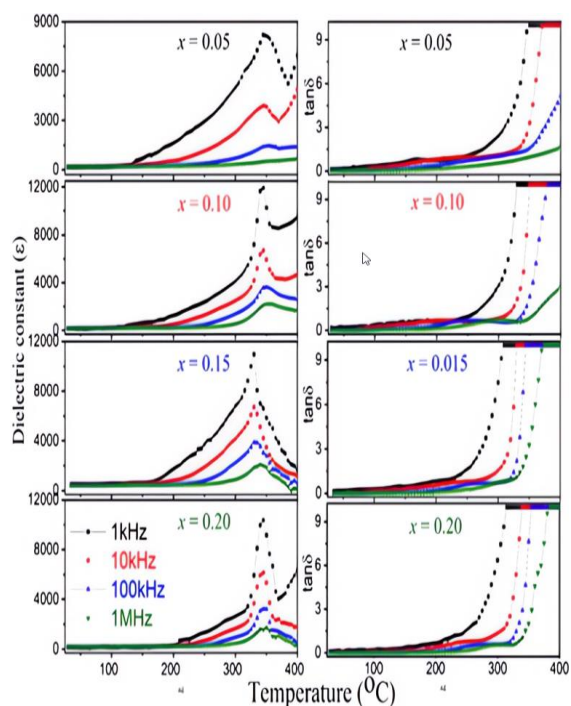 9000
6000
3000
0
x = 0.05
9
6
3
0
tanδ
x = 0.05
12000
8000
4000
0
x = 0.10
9
6
3
0
tanδ
x = 0.10
Dielectric constant (ε)
12000
8000
4000
0
x = 0.15
9
6
3
0
tanδ
x = 0.015
12000
8000
4000
0
x = 0.20
1kHz
10kHz
100kHz
1MHz
9
6
3
0
tanδ
x = 0.20
100 200 300 400
100 200 300 400
Temperature (⁰C)